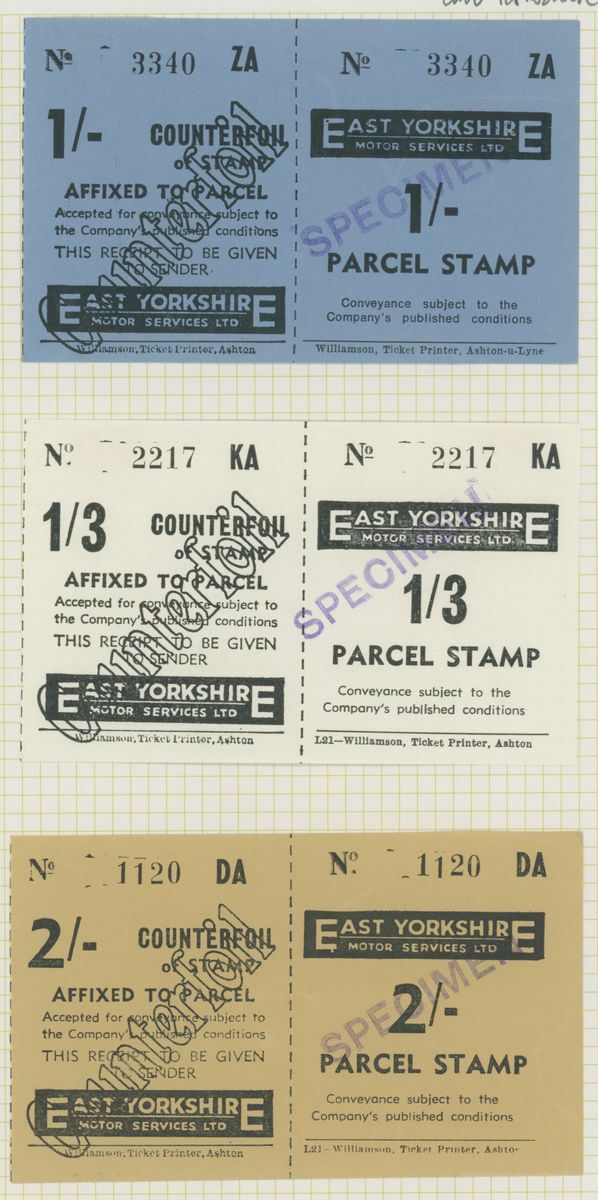 Nº 3340 ZA
1/- COUNTERFOIL
of STAMP
AFFIXED TO PARCEL
Accepted for conveyance subject to
the Company's published conditions
THIS RECEIPT TO BE GIVEN
TO SENDER
EAST YORKSHIRE
MOTOR SERVICES LTD.
Williamson, Ticket Printer, Ashton
Counterfoil
Nº 3340 ZA
EAST YORKSHIRE
MOTOR SERVICES LTD
SPECIMEN
1/-
PARCEL STAMP
Conveyance subject to the
Company's published conditions
Williamson, Ticket Printer, Ashton-u-Lyne
Nº. 2217 KA
1/3 COUNTERFOIL
of STAMP
AFFIXED TO PARCEL
Accepted for conveyance subject to
the Company's published conditions
THIS RECEIPT TO BE GIVEN
TO SENDER
EAST YORKSHIRE
MOTOR SERVICES LTD
Williamson, Ticket Printer, Ashton
Counterfoil
Nº 2217 KA
EAST YORKSHIRE
MOTOR SERVICES LTD.
SPECIMEN
1/3
PARCEL STAMP
Conveyance subject to the
Company's published conditions
L21—Williamson, Ticket Printer, Ashton
Nº 1120 DA
2/- COUNTERFOIL
of STAMP
AFFIXED TO PARCEL
Accepted for conveyance subject to
the Company's published conditions
THIS RECEIPT TO BE GIVEN
TO SENDER
EAST YORKSHIRE
MOTOR SERVICES LTD
Williamson, Ticket Printer, Ashton
Counterfoil
Nº. 1120 DA
EAST YORKSHIRE
MOTOR SERVICES LTD
SPECIMEN
2/-
PARCEL STAMP
Conveyance subject to the
Company's published conditions
L21— Williamson, Ticket Printer, Ashton